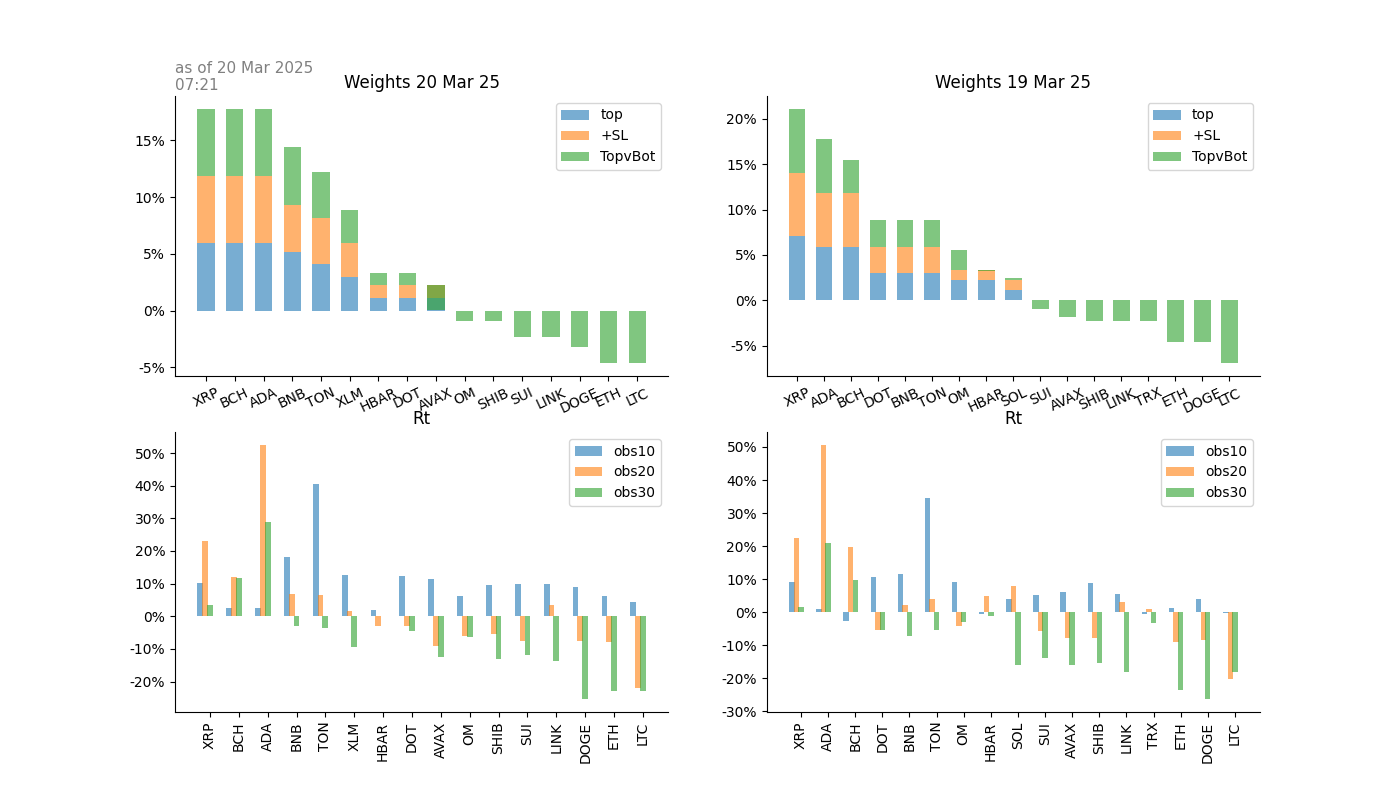 as of 20 Mar 2025
07:21
Weights 20 Mar 25
15%
10%
5%
0%
-5%
top
+SL
TopvBot
XRP BCH ADA BNB TON XLM HBAR DOT AVAX OM SHIB SUI LINK DOGE ETH LTC
Weights 19 Mar 25
20%
15%
10%
5%
0%
-5%
top
+SL
TopvBot
XRP ADA BCH DOT BNB TON OM HBAR SOL SUI AVAX SHIB LINK TRX ETH DOGE LTC
Rt
50%
40%
30%
20%
10%
0%
-10%
-20%
obs10
obs20
obs30
XRP BCH ADA BNB TON XLM HBAR DOT AVAX OM SHIB SUI LINK DOGE ETH LTC
Rt
50%
40%
30%
20%
10%
0%
-10%
-20%
-30%
obs10
obs20
obs30
XRP ADA BCH DOT BNB TON OM HBAR SOL SUI AVAX SHIB LINK TRX ETH DOGE LTC